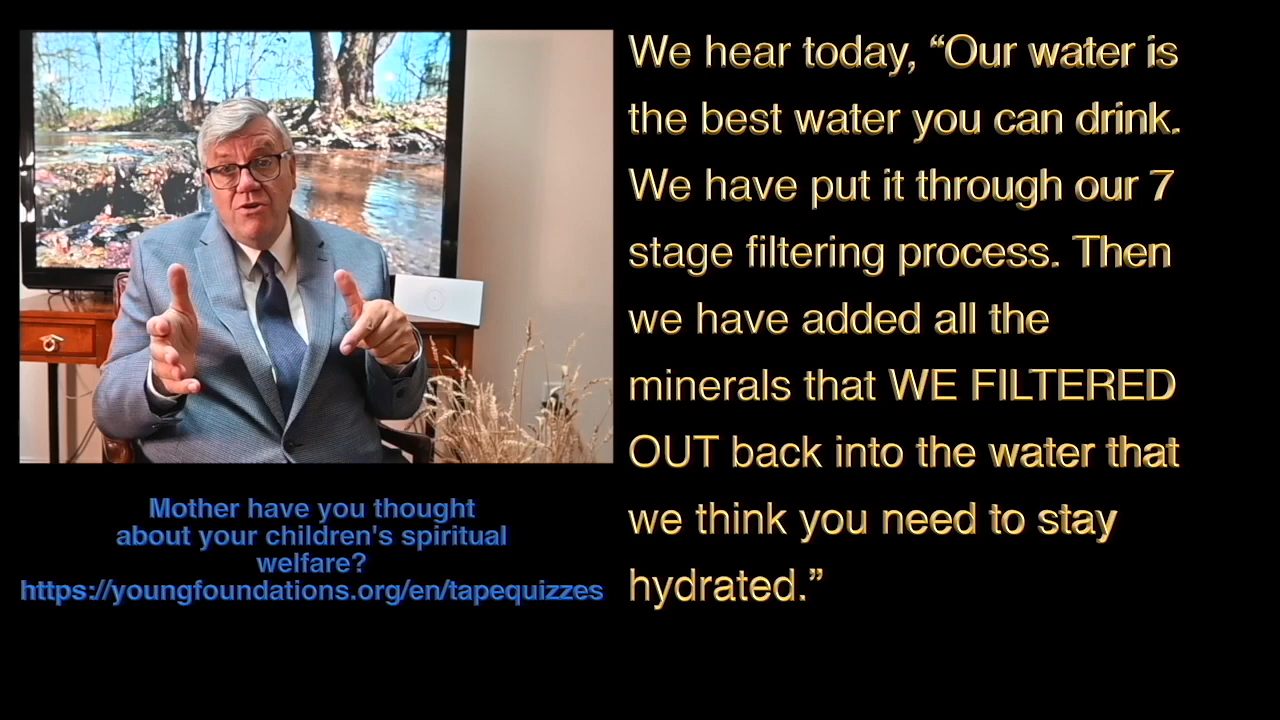 We hear today, “Our water is
the best water you can drink.
We have put it through our 7
stage filtering process. Then
we have added all the
minerals that WE FILTERED
OUT back into the water that
we think you need to stay
hydrated.”
Mother have you thought
about your children's spiritual
welfare?
https://youngfoundations.org/en/tapequizzes